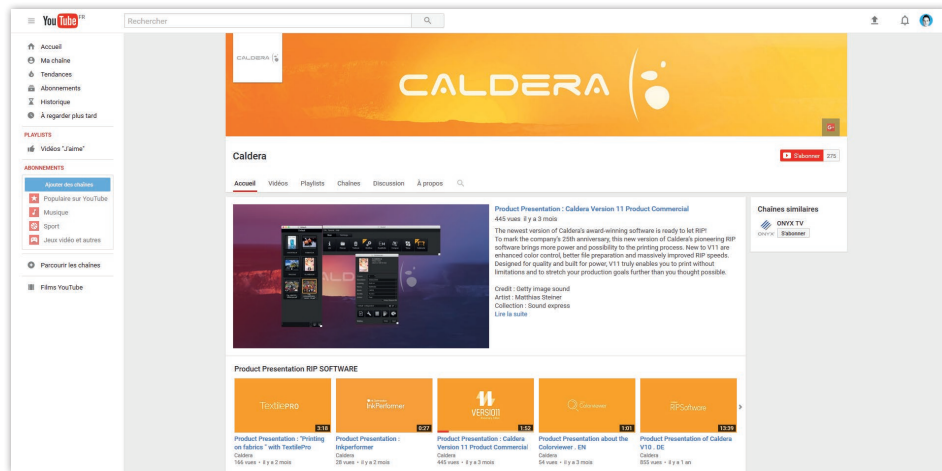 YouTube FR
Rechercher
Accueil
Ma chaîne
Tendances
Abonnements
Historique
À regarder plus tard
PLAYLISTS
Vidéos "J'aime"
ABONNEMENTS
Ajouter des chaînes
Populaire sur YouTube
Musique
Sport
Jeux vidéo et autres
Parcourir les chaînes
Films YouTube
CALDERA
CALDERA
G+
Caldera
S'abonner 275
Accueil Vidéos Playlists Chaînes Discussion À propos
Product Presentation : Caldera Version 11 Product Commercial
445 vues il y a 3 mois
The newest version of Caldera's award-winning software is ready to let RIP!
To mark the company's 25th anniversary, this new version of Caldera's pioneering RIP
software brings more power and possibility to the printing process. New to V11 are
enhanced color control, better file preparation and massively improved RIP speeds.
Designed for quality and built for power, V11 truly enables you to print without
limitations and to stretch your production goals further than you thought possible.
Credit : Getty image sound
Artist : Matthias Steiner
Collection : Sound express
Lire la suite
Chaînes similaires
ONYX TV
S'abonner
Product Presentation RIP SOFTWARE
TextilePRO
3:18
InkPerformer
0:27
VERSION11
1:52
Colorviewer
1:01
RIPSoftware
13:39
Product Presentation : "Printing
on fabrics " with TextilePro
Caldera
166 vues • il y a 2 mois
Product Presentation :
Inkperformer
Caldera
28 vues • il y a 2 mois
Product Presentation : Caldera
Version 11 Product Commercial
Caldera
445 vues • il y a 3 mois
Product Presentation about the
Colorviewer . EN
Caldera
54 vues • il y a 3 mois
Product Presentation of Caldera
V10 . DE
Caldera
855 vues • il y a 1 an